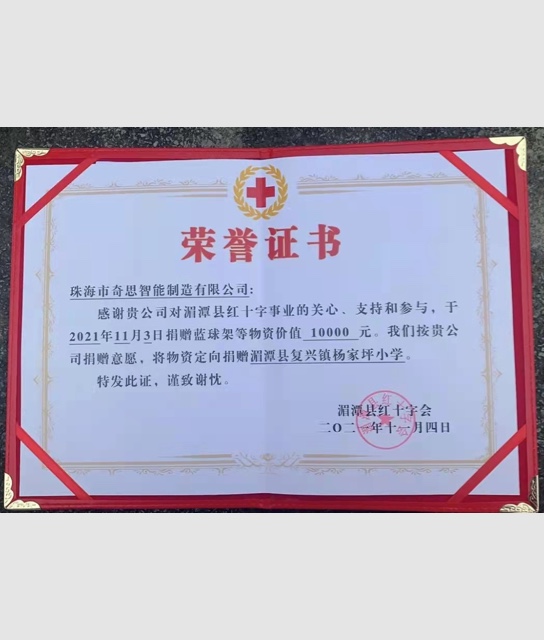 荣誉证书
珠海市奇思智能制造有限公司:
感谢贵公司对湄潭县红十字事业的关心、支持和参与，于
2021年11月3日捐赠蓝球架等物资价值 10000 元。我们按贵公
司捐赠意愿，将物资定向捐赠湄潭县复兴镇杨家坪小学。
特发此证，谨致谢忱。
湄潭县红十字会
二〇二一年十一月四日